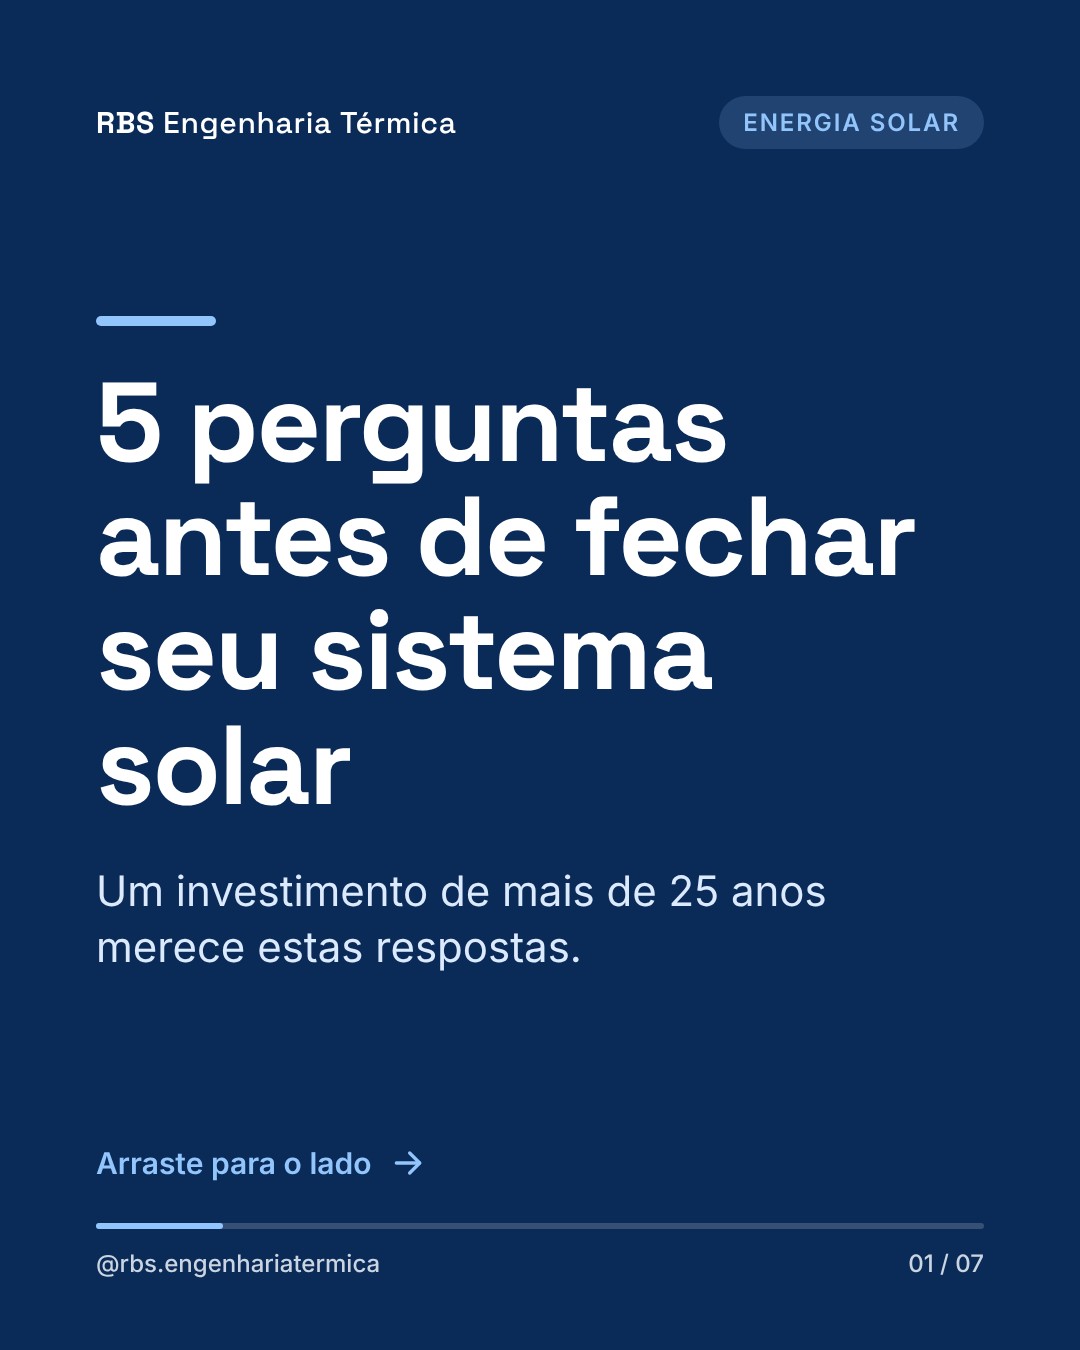 RBS Engenharia Térmica
ENERGIA SOLAR
5 perguntas
antes de fechar
seu sistema
solar
Um investimento de mais de 25 anos
merece estas respostas.
Arraste para o lado →
@rbs.engenhariatermica
01 / 07